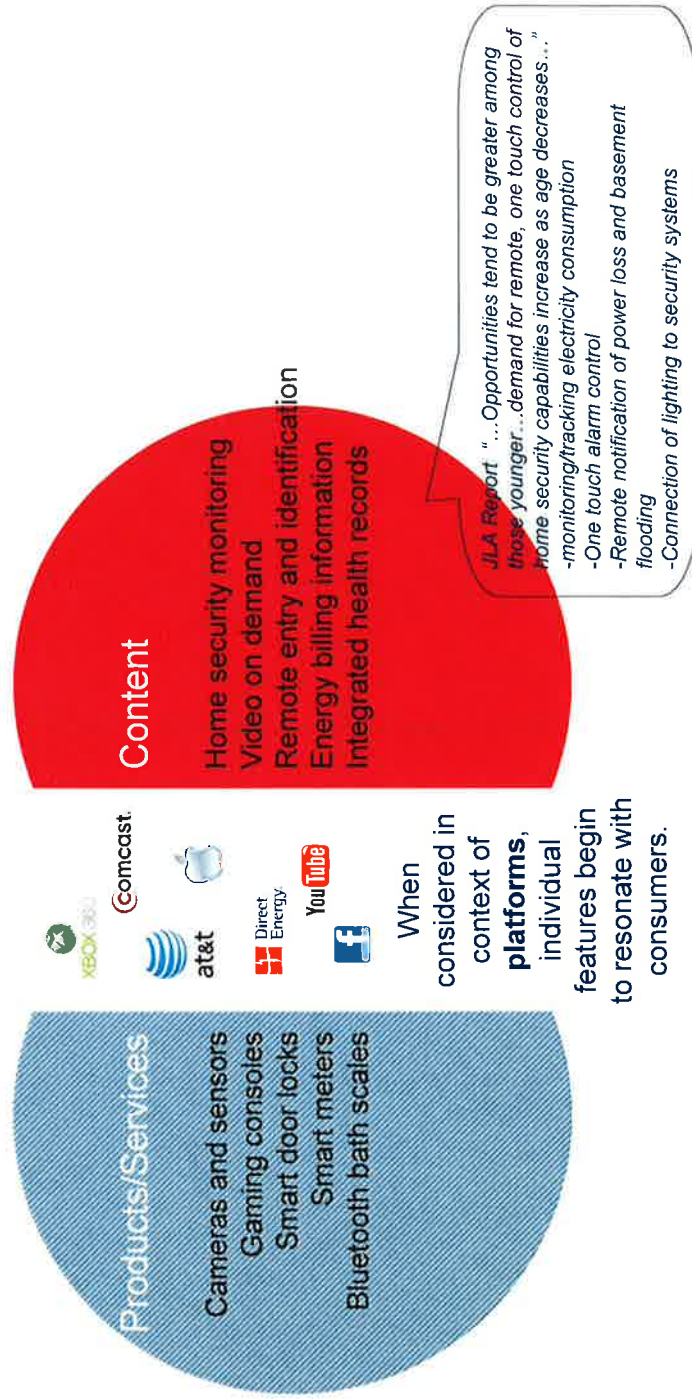 Products/Services
Cameras and sensors
Gaming consoles
Smart door locks
Smart meters
Bluetooth bath scales
XBOX 360
comcast.
at&t
Direct
Energy.
f
YouTube
When
considered in
context of
platforms,
individual
features begin
to resonate with
consumers.
Content
Home security monitoring
Video on demand
Remote entry and identification
Energy billing information
Integrated health records
JLA Report “…Opportunities tend to be greater among
those younger…demand for remote, one touch control of
home security capabilities increase as age decreases…”
-monitoring/tracking electricity consumption
-One touch alarm control
-Remote notification of power loss and basement
flooding
-Connection of lighting to security systems